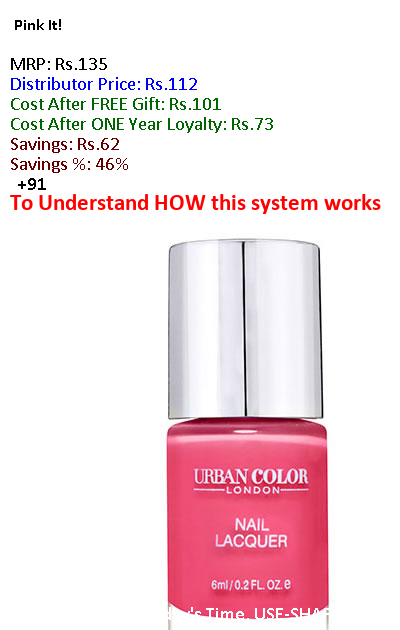 Pink It!
MRP: Rs.135
Distributor Price: Rs.112
Cost After FREE Gift: Rs.101
Cost After ONE Year Loyalty: Rs.73
Savings: Rs.62
Savings %: 46%
+91
To Understand HOW this system works
URBAN COLOR
LONDON
NAIL
LACQUER
6ml/0.2 FL. OZ. e
Time, USE-SHA